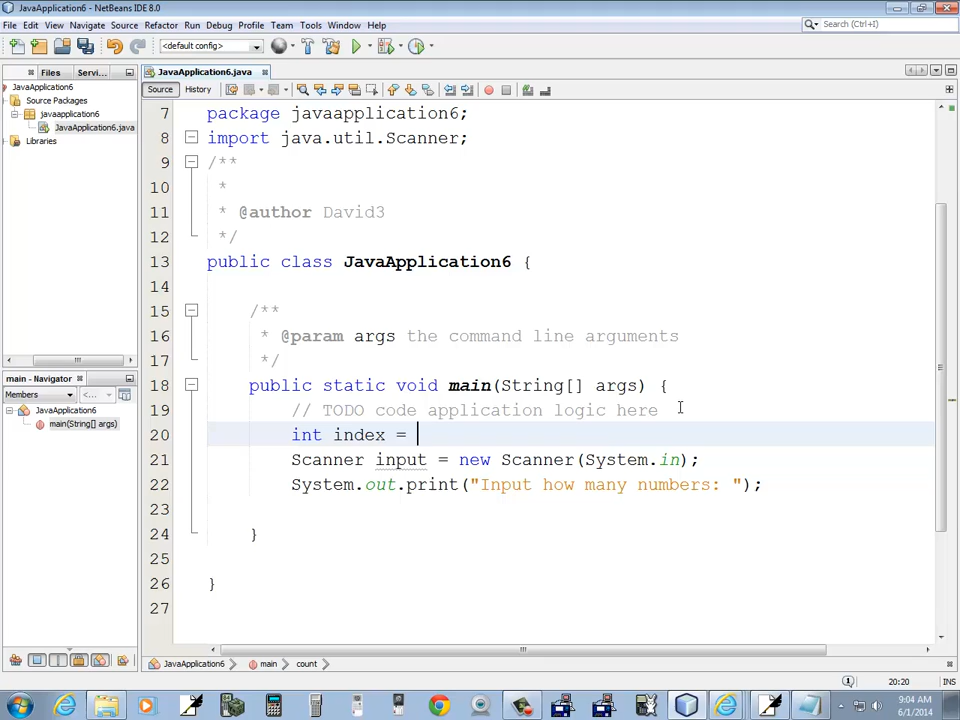 JavaApplication6 - NetBeans IDE 8.0
File Edit View Navigate Source Refactor Run Debug Profile Team Tools Window Help
<default config>
Search (Ctrl+I)
Files Servi...
JavaApplication6.java
JavaApplication6
Source Packages
javaapplication6
JavaApplication6.java
Libraries
Source History
7 package javaapplication6;
8 import java.util.Scanner;
9 /**
10 *
11 * @author David3
12 */
13 public class JavaApplication6 {
14
15 /**
16 * @param args the command line arguments
17 */
18 public static void main(String[] args) {
19 // TODO code application logic here
20 int index =
21 Scanner input = new Scanner(System.in);
22 System.out.print("Input how many numbers: ");
23
24 }
25
26 }
27
main - Navigator
Members <...
JavaApplication6
main(String[] args)
JavaApplication6 main count
20:20 INS
9:04 AM
6/1/2014